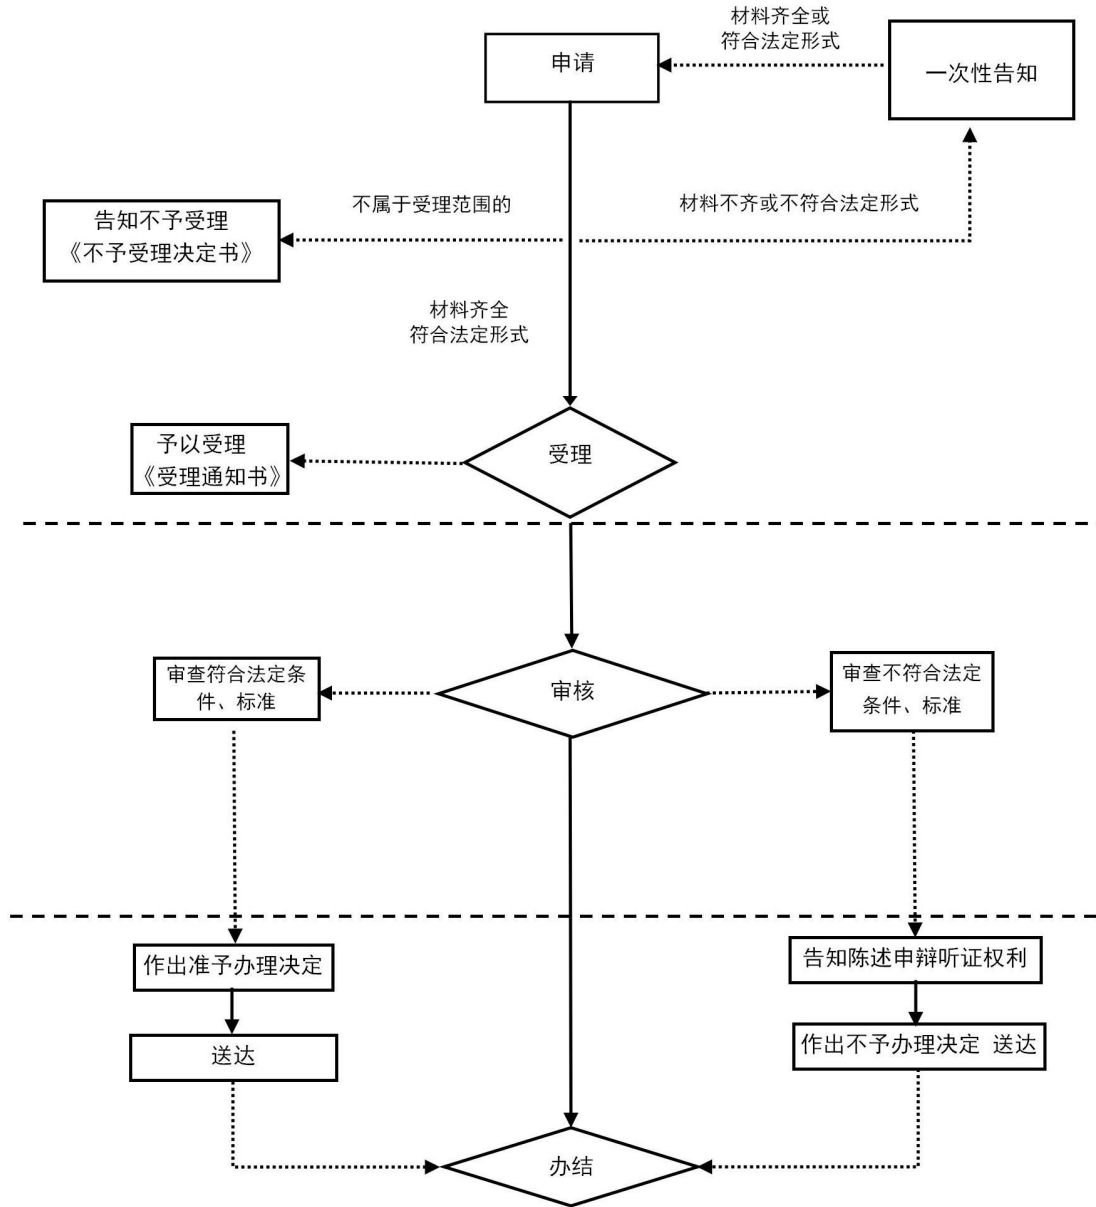 材料齐全或
符合法定形式
申请
一次性告知
不属于受理范围的
材料不齐或不符合法定形式
告知不予受理
《不予受理决定书》
材料齐全
符合法定形式
予以受理
《受理通知书》
受理
审查符合法定条
件、标准
审核
审查不符合法定
条件、标准
作出准予办理决定
告知陈述申辩听证权利
送达
作出不予办理决定 送达
办结